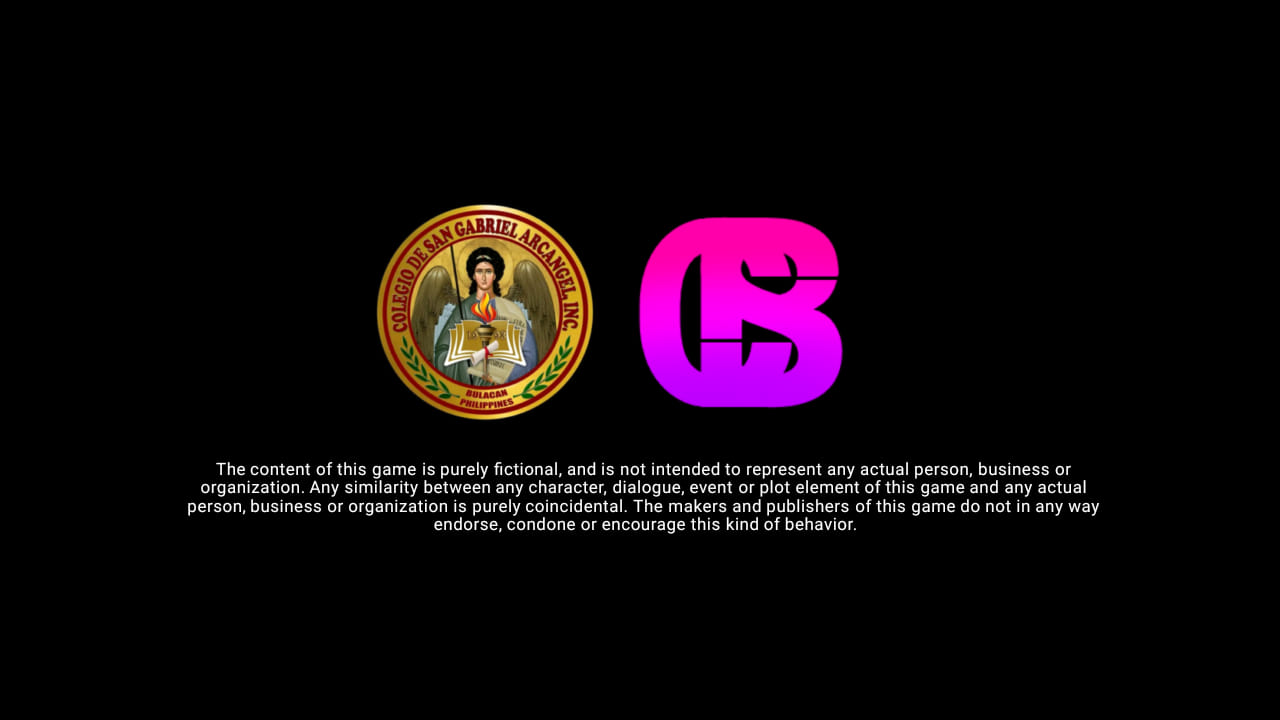 COLEGIO DE SAN GABRIEL ARCANGEL, INC.
BULACAN
PHILIPPINES
The content of this game is purely fictional, and is not intended to represent any actual person, business or
organization. Any similarity between any character, dialogue, event or plot element of this game and any actual
person, business or organization is purely coincidental. The makers and publishers of this game do not in any way
endorse, condone or encourage this kind of behavior.